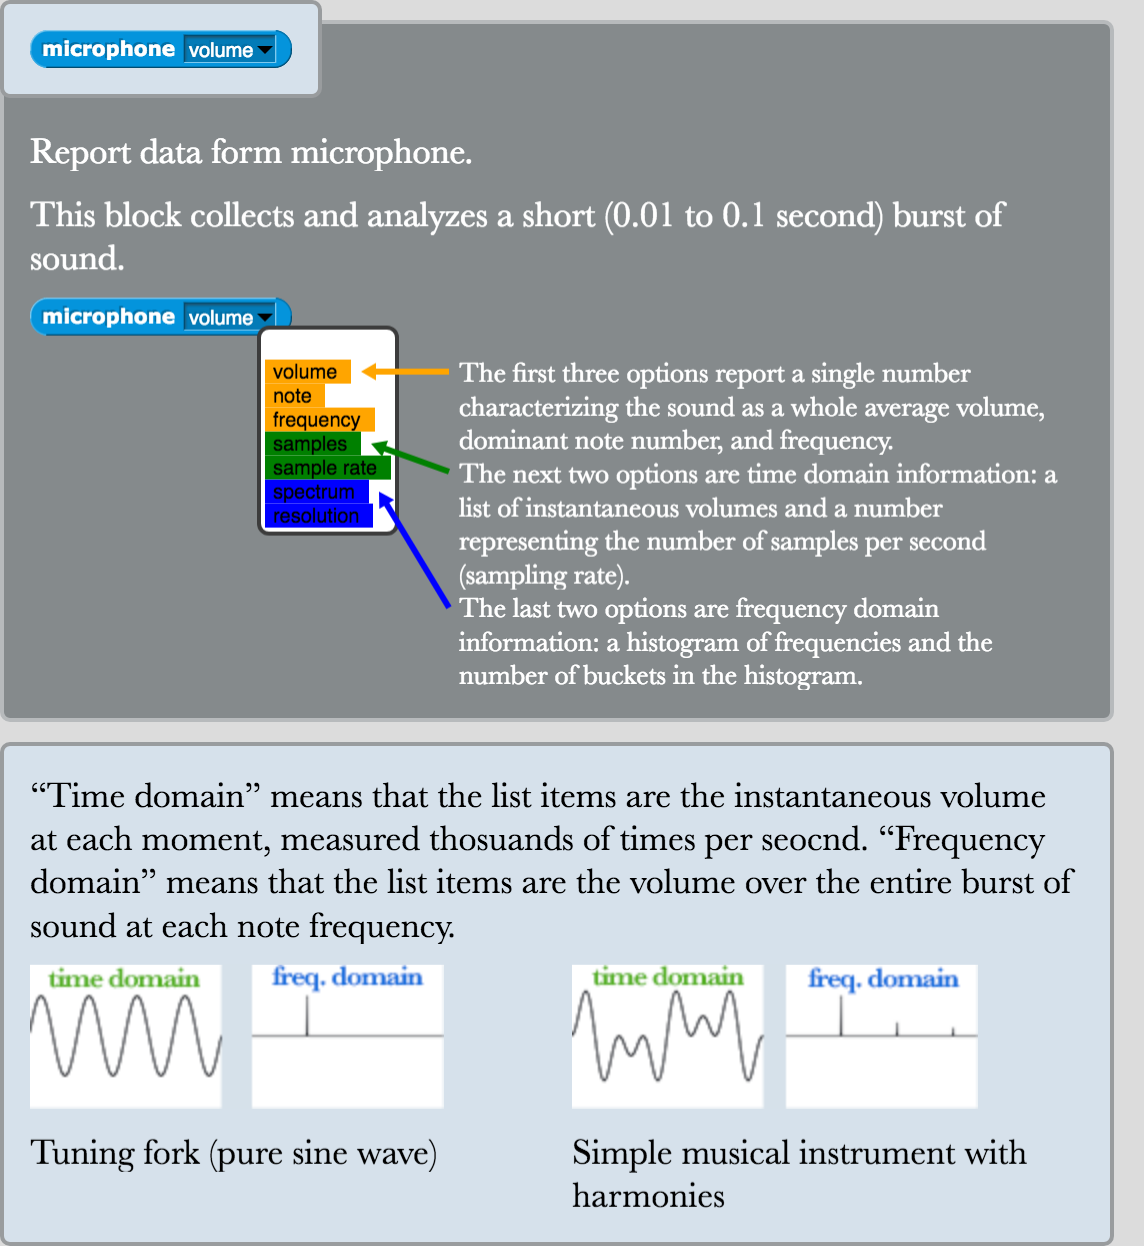 microphone volume
Report data form microphone.
This block collects and analyzes a short (0.01 to 0.1 second) burst of
sound.
microphone volume
volume
note
frequency
samples
sample rate
spectrum
resolution
The first three options report a single number
characterizing the sound as a whole average volume,
dominant note number, and frequency.
The next two options are time domain information: a
list of instantaneous volumes and a number
representing the number of samples per second
(sampling rate).
The last two options are frequency domain
information: a histogram of frequencies and the
number of buckets in the histogram.
“Time domain” means that the list items are the instantaneous volume
at each moment, measured thosuands of times per seocnd. “Frequency
domain” means that the list items are the volume over the entire burst of
sound at each note frequency.
time domain
freq. domain
time domain
freq. domain
Tuning fork (pure sine wave)
Simple musical instrument with
harmonies